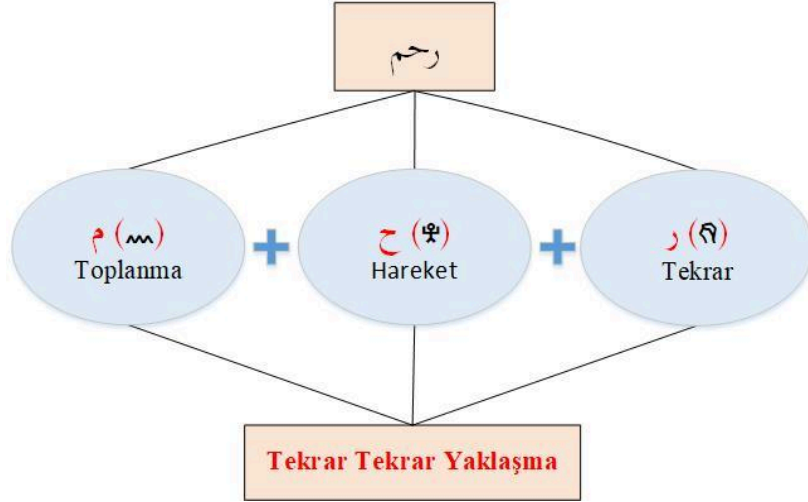 رحم
م (𐤌)
Toplanma
+
ح (𐤇)
Hareket
+
ر (𐤓)
Tekrar
Tekrar Tekrar Yaklaşma